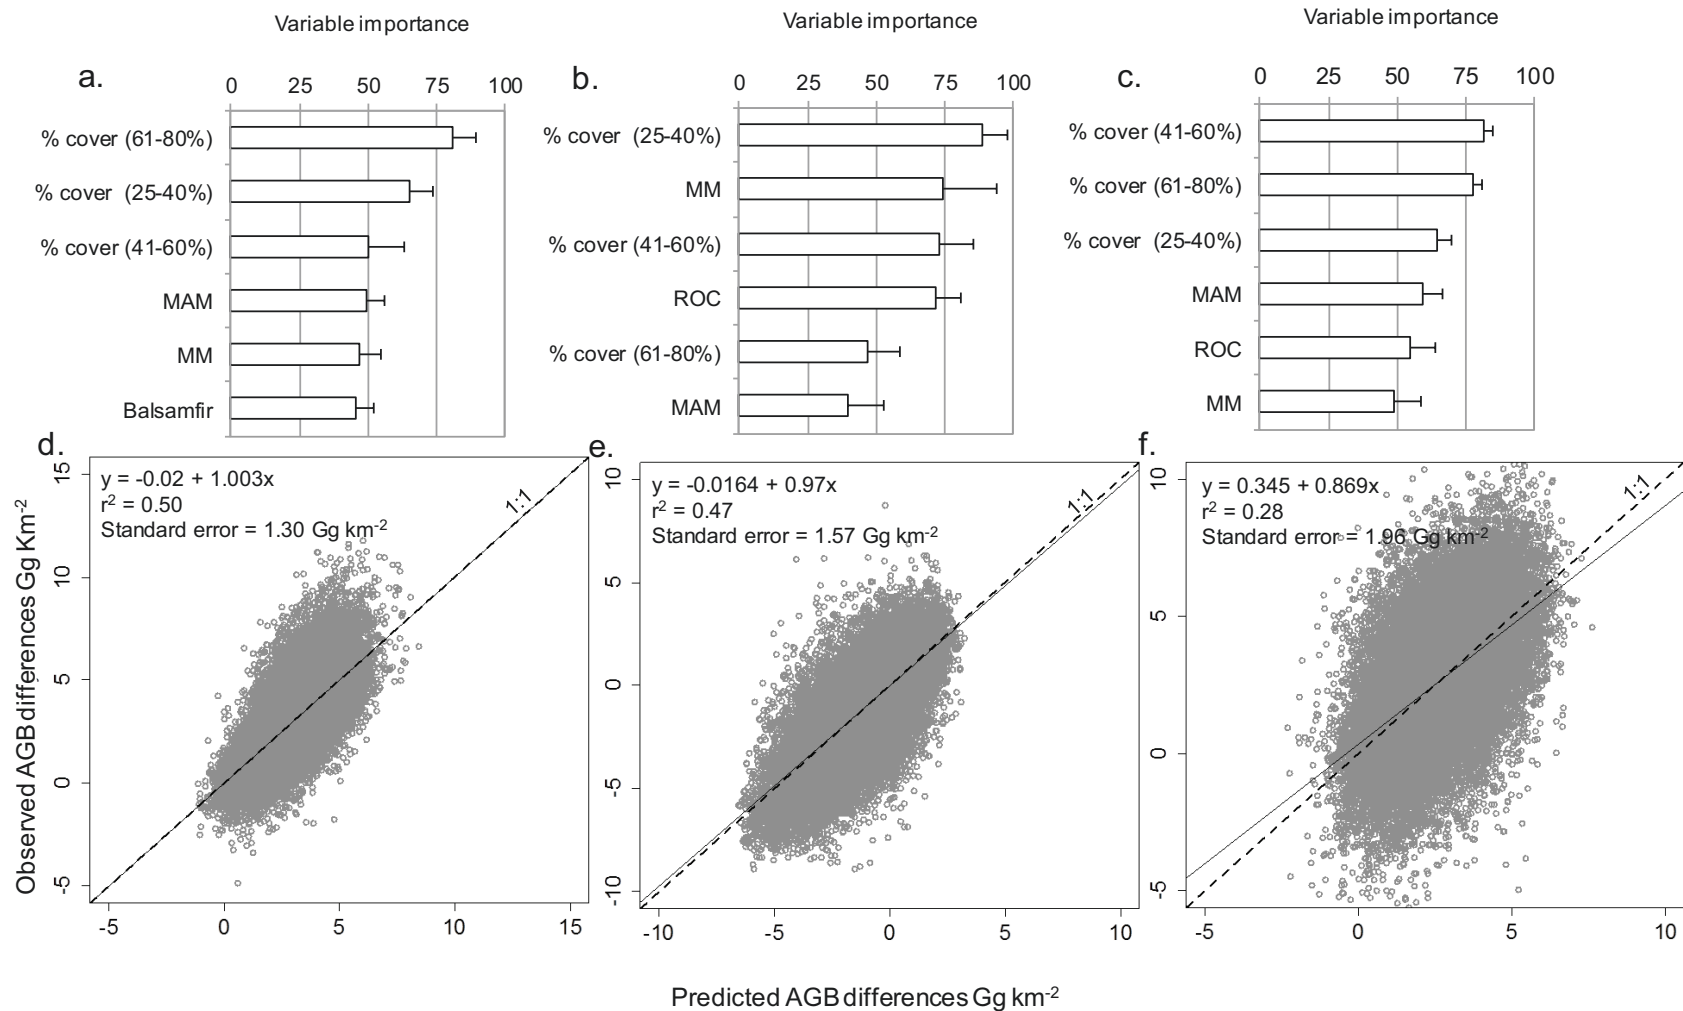 Variable importance
Variable importance
Variable importance
a.
0 25 50 75 100
% cover (61-80%)
% cover (25-40%)
% cover (41-60%)
MAM
MM
Balsamfir
b.
0 25 50 75 100
% cover (25-40%)
MM
% cover (41-60%)
ROC
% cover (61-80%)
MAM
c.
0 25 50 75 100
% cover (41-60%)
% cover (61-80%)
% cover (25-40%)
MAM
ROC
MM
d.
y = -0.02 + 1.003x
r² = 0.50
Standard error = 1.30 Gg km⁻²
1:1
15
10
5
0
-5
-5 0 5 10 15
e.
y = -0.0164 + 0.97x
r² = 0.47
Standard error = 1.57 Gg km⁻²
1:1
10
5
0
-5
-10
-10 -5 0 5 10
f.
y = 0.345 + 0.869x
r² = 0.28
Standard error = 1.96 Gg km⁻²
1:1
10
5
0
-5
-5 0 5 10
Observed AGB differences Gg Km⁻²
Predicted AGB differences Gg km⁻²